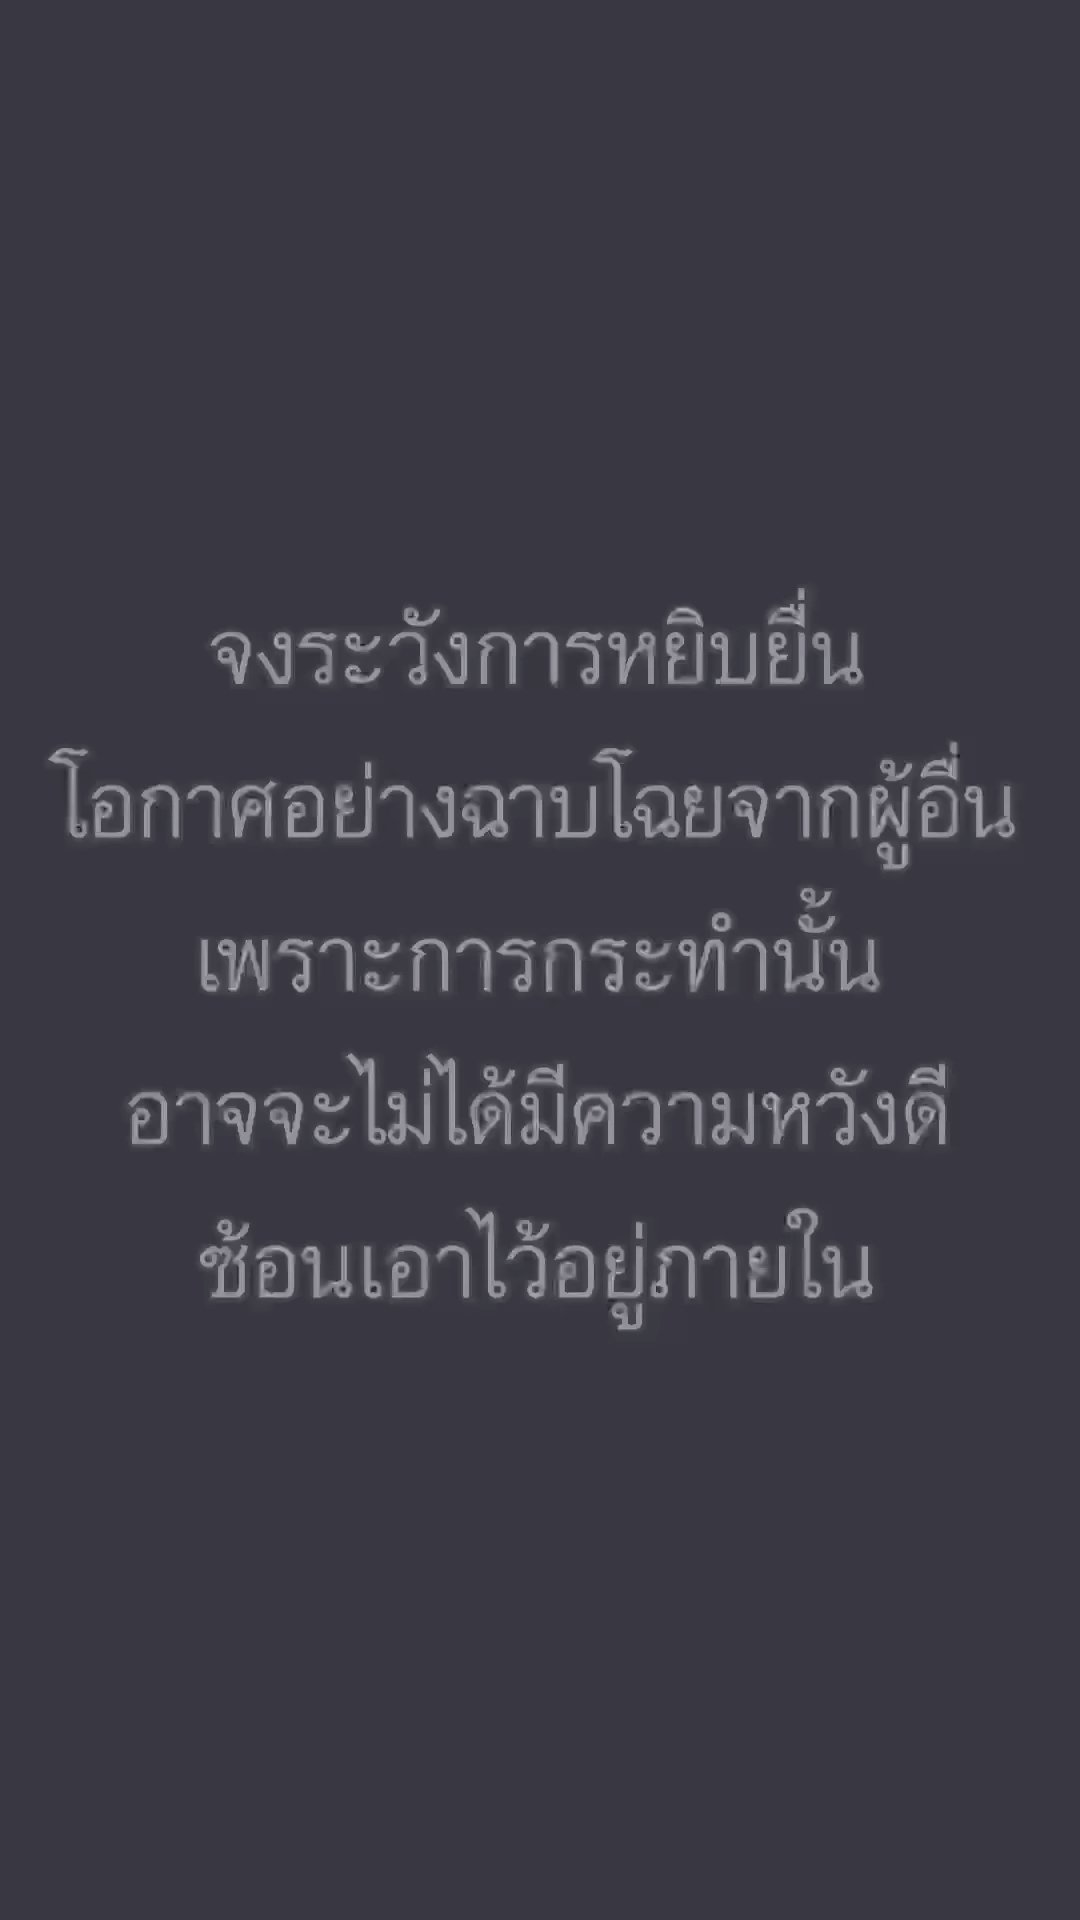 จงระวังการหยิบยื่น
โอกาสอย่างฉาบโฉยจากผู้อื่น
เพราะการกระทำนั้น
อาจจะไม่ได้มีความหวังดี
ซ้อนเอาไว้อยู่ภายใน